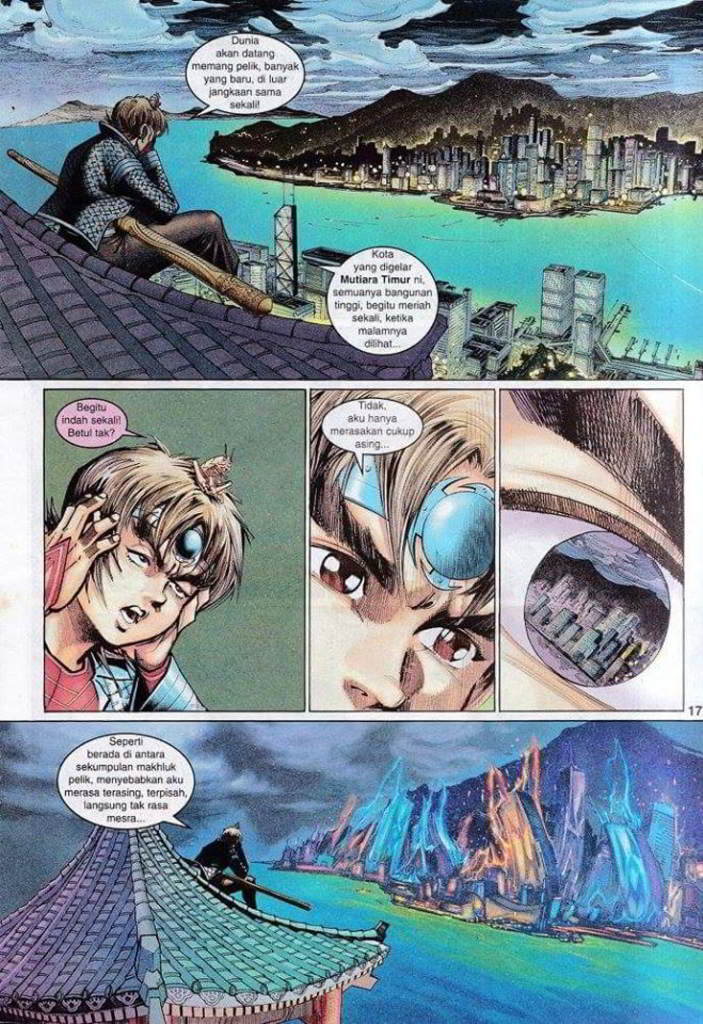 Dunia
akan datang
memang pelik, banyak
yang baru, di luar
jangkaan sama
sekali!
Kota
yang digelar
Mutiara Timur ni,
semuanya bangunan
tinggi, begitu meriah
sekali, ketika
malamnya
dilihat...
Begitu
indah sekali!
Betul tak?
Tidak,
aku hanya
merasakan cukup
asing...
17
Seperti
berada di antara
sekumpulan makhluk
pelik, menyebabkan aku
merasa terasing, terpisah,
langsung tak rasa
mesra...